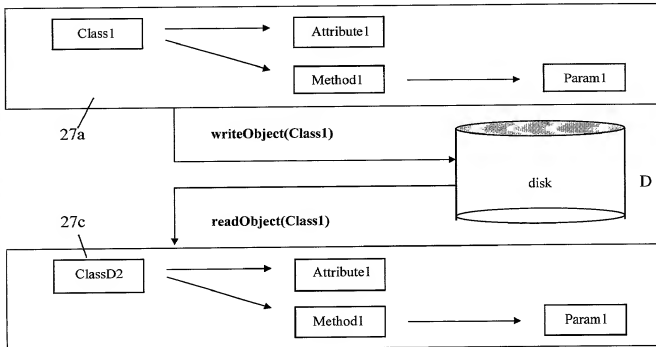 Class1
Attribute1
Method1
Param1
27a
writeObject(Class1)
disk
D
readObject(Class1)
27c
ClassD2
Attribute1
Method1
Param1